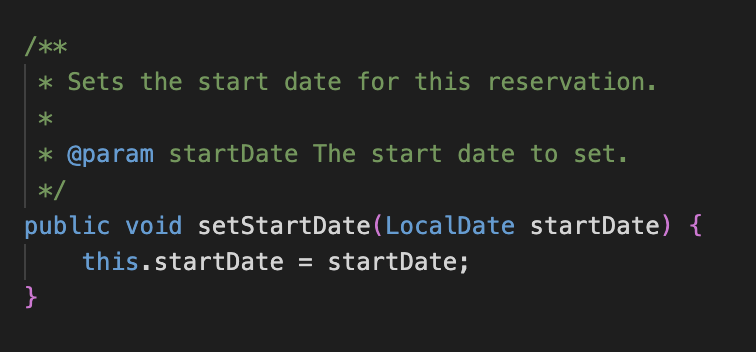 /**
 * Sets the start date for this reservation.
 *
 * @param startDate The start date to set.
 */
public void setStartDate(LocalDate startDate) {
    this.startDate = startDate;
}